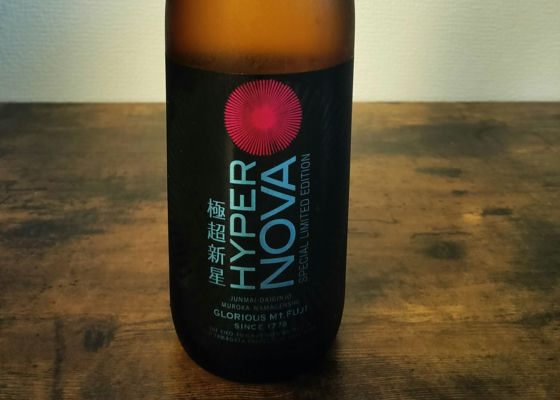 極超新星
HYPER
NOVA
SPECIAL LIMITED EDITION
JUNMAI-DAIGINJO
MUROKA NAMAGENSHU
GLORIOUS Mt. FUJI
SINCE 1778